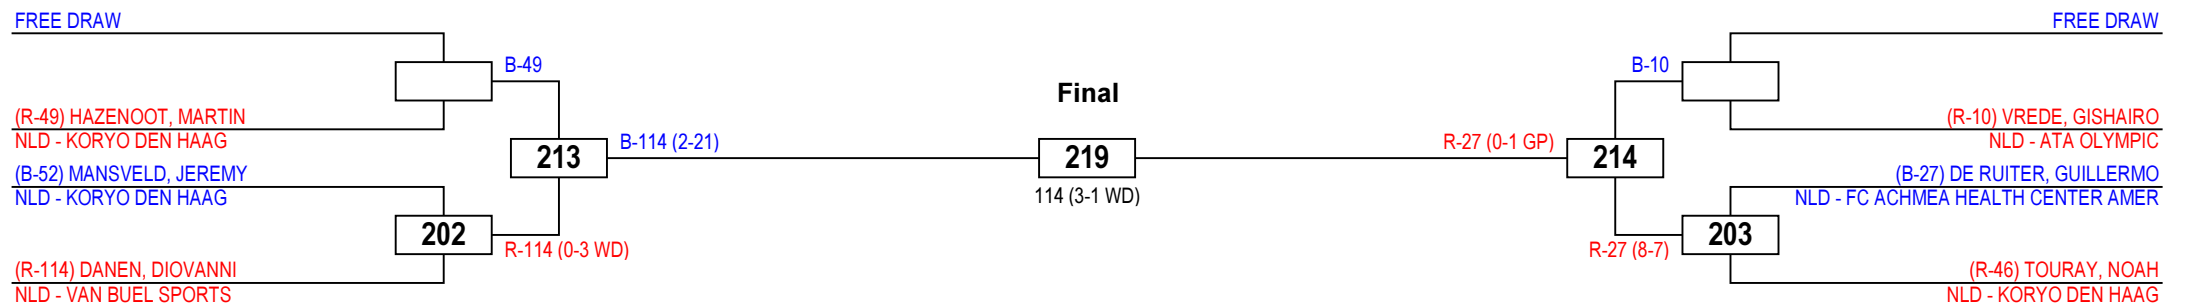 FREE DRAW
B-49
(R-49) HAZENOOT, MARTIN
NLD - KORYO DEN HAAG
213
B-114 (2-21)
(B-52) MANSVELD, JEREMY
NLD - KORYO DEN HAAG
202
R-114 (0-3 WD)
(R-114) DANEN, DIOVANNI
NLD - VAN BUEL SPORTS
Final
219
114 (3-1 WD)
FREE DRAW
B-10
(R-10) VREDE, GISHAIRO
NLD - ATA OLYMPIC
R-27 (0-1 GP)
214
(B-27) DE RUITER, GUILLERMO
NLD - FC ACHMEA HEALTH CENTER AMER
203
R-27 (8-7)
(R-46) TOURAY, NOAH
NLD - KORYO DEN HAAG